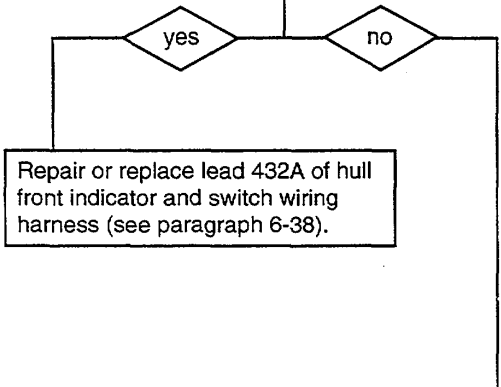 yes
no
Repair or replace lead 432A of hull
front indicator and switch wiring
harness (see paragraph 6-38).